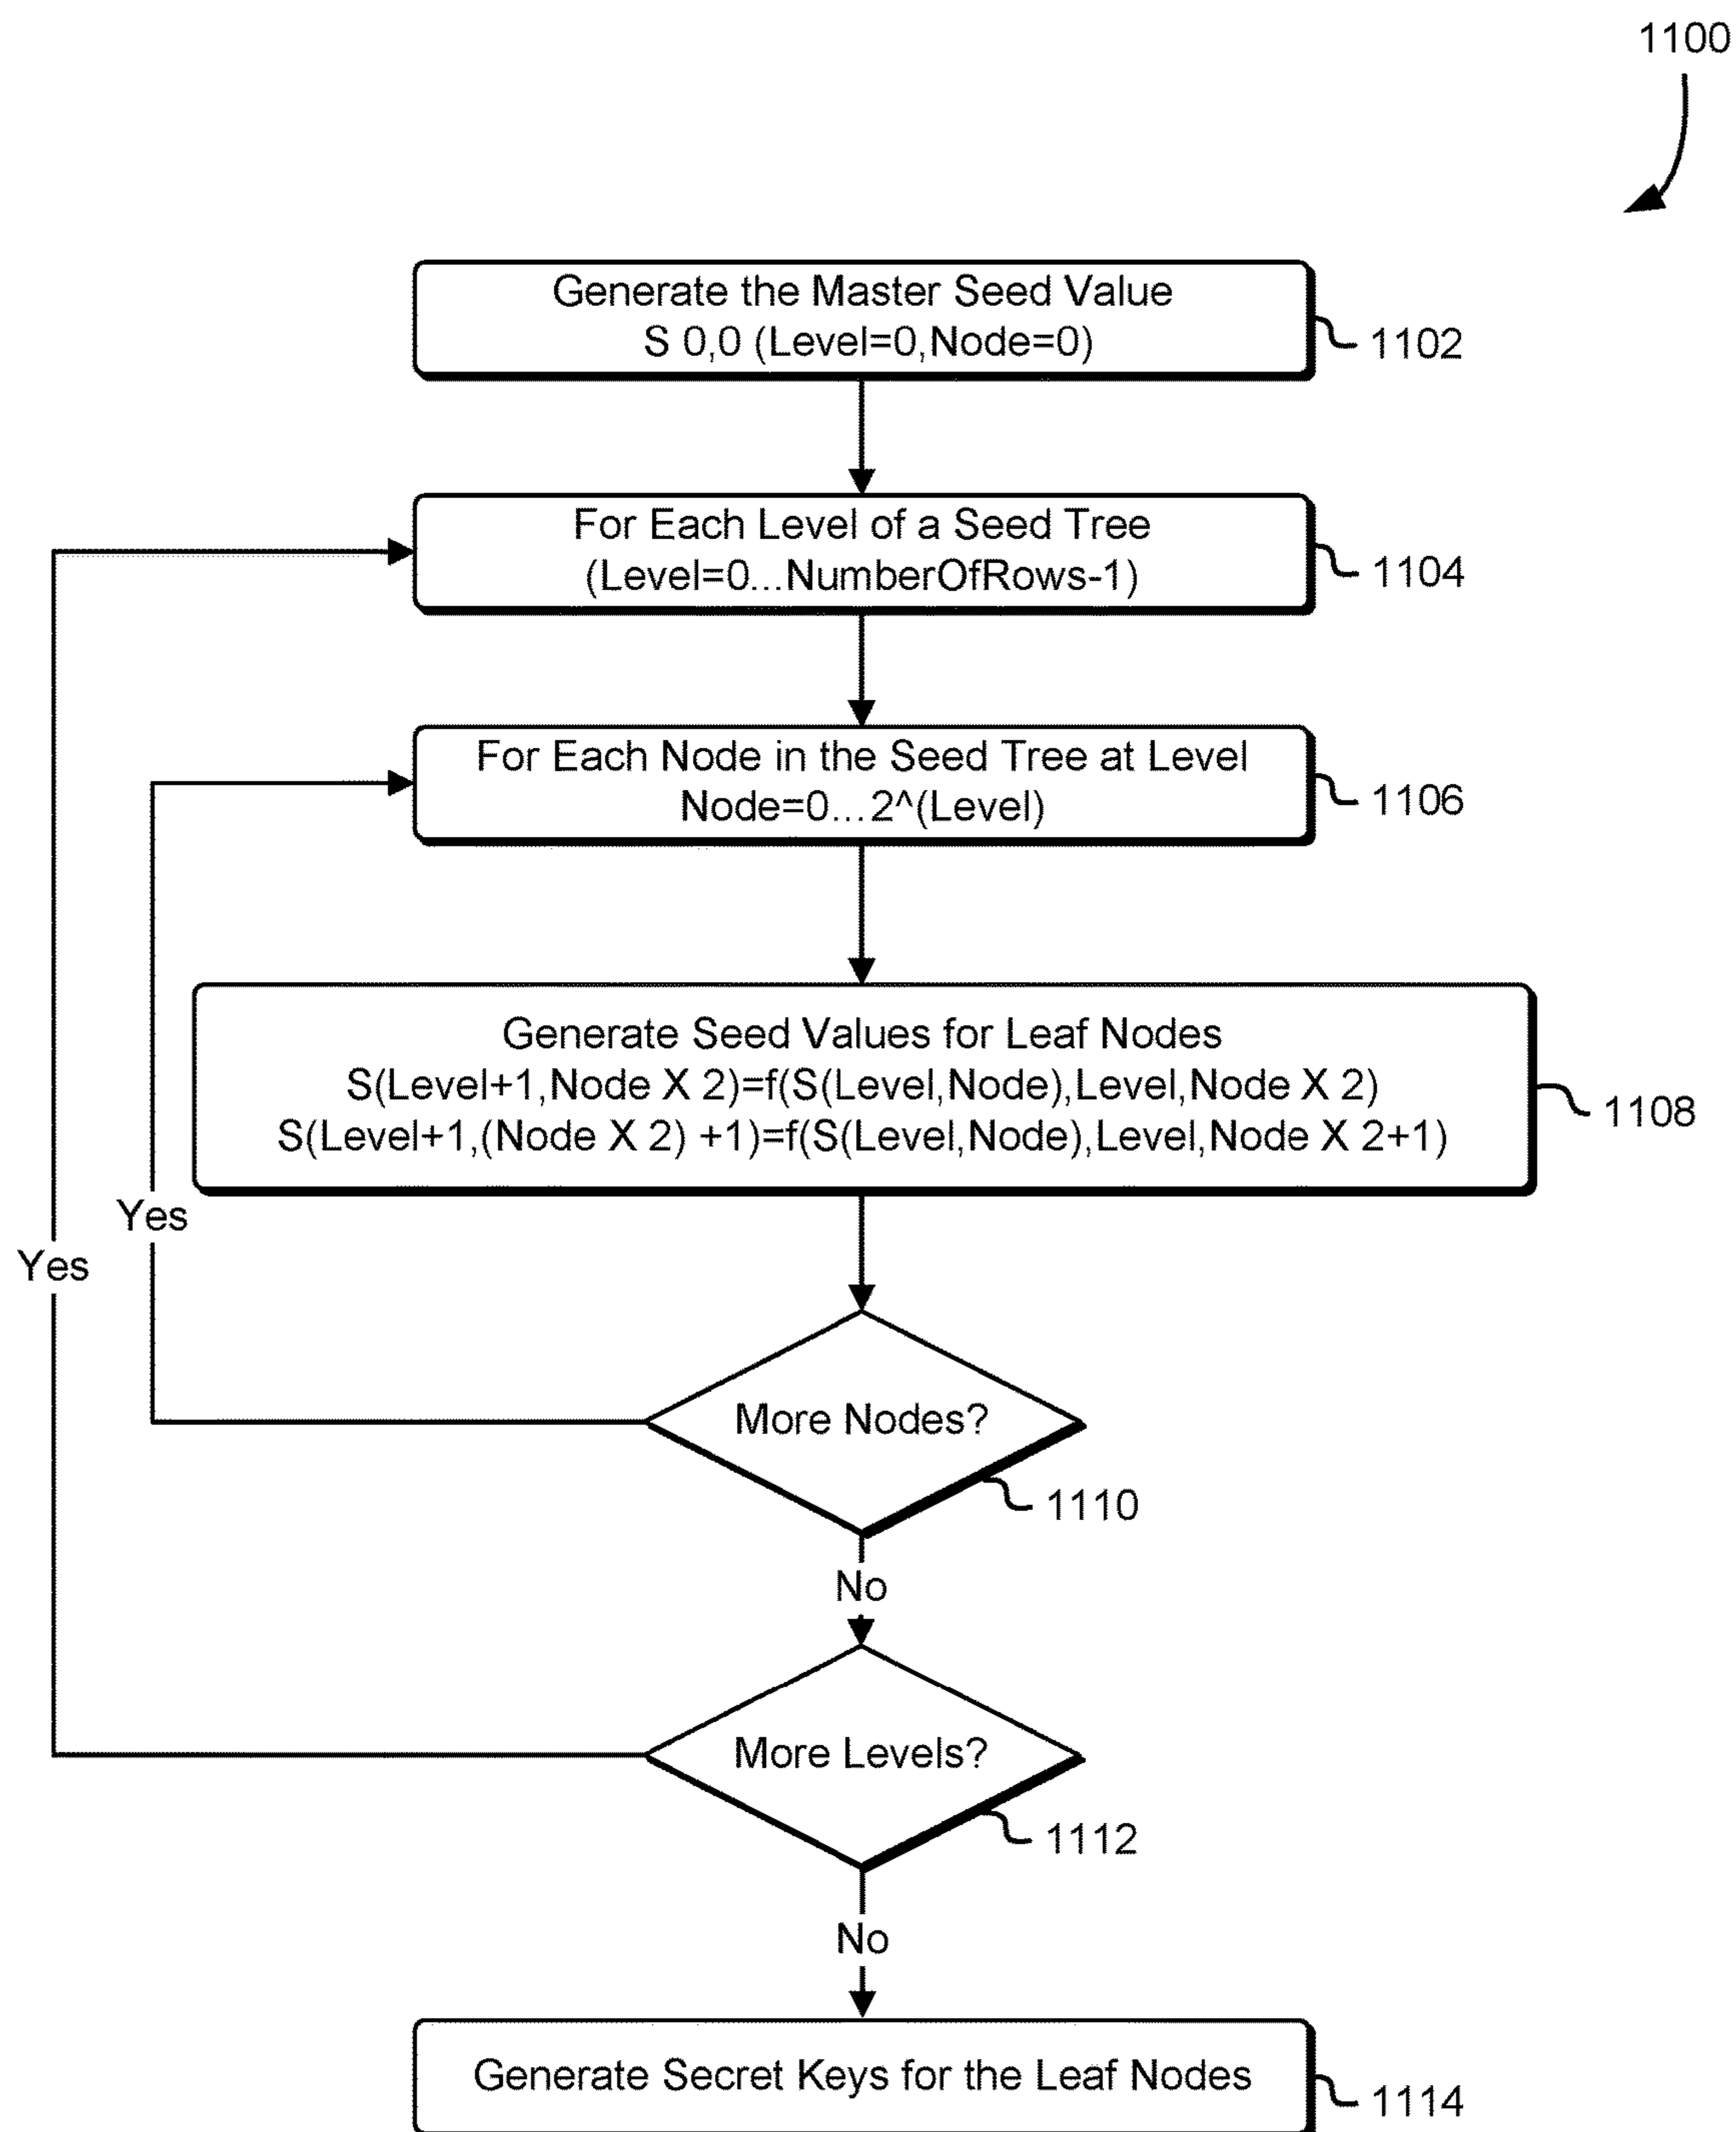 1100
Generate the Master Seed Value
S 0,0 (Level=0,Node=0)
1102
For Each Level of a Seed Tree
(Level=0...NumberOfRows-1)
1104
For Each Node in the Seed Tree at Level
Node=0...2^(Level)
1106
Generate Seed Values for Leaf Nodes
S(Level+1,Node X 2)=f(S(Level,Node),Level,Node X 2)
S(Level+1,(Node X 2) +1)=f(S(Level,Node),Level,Node X 2+1)
1108
Yes
Yes
More Nodes?
1110
No
More Levels?
1112
No
Generate Secret Keys for the Leaf Nodes
1114